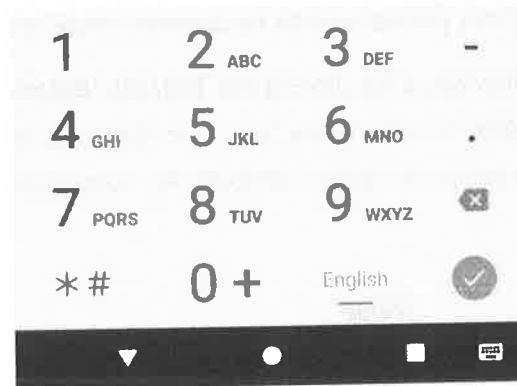 1 2 ABC 3 DEF -
4 GHI 5 JKL 6 MNO .
7 PQRS 8 TUV 9 WXYZ
*# 0 + English